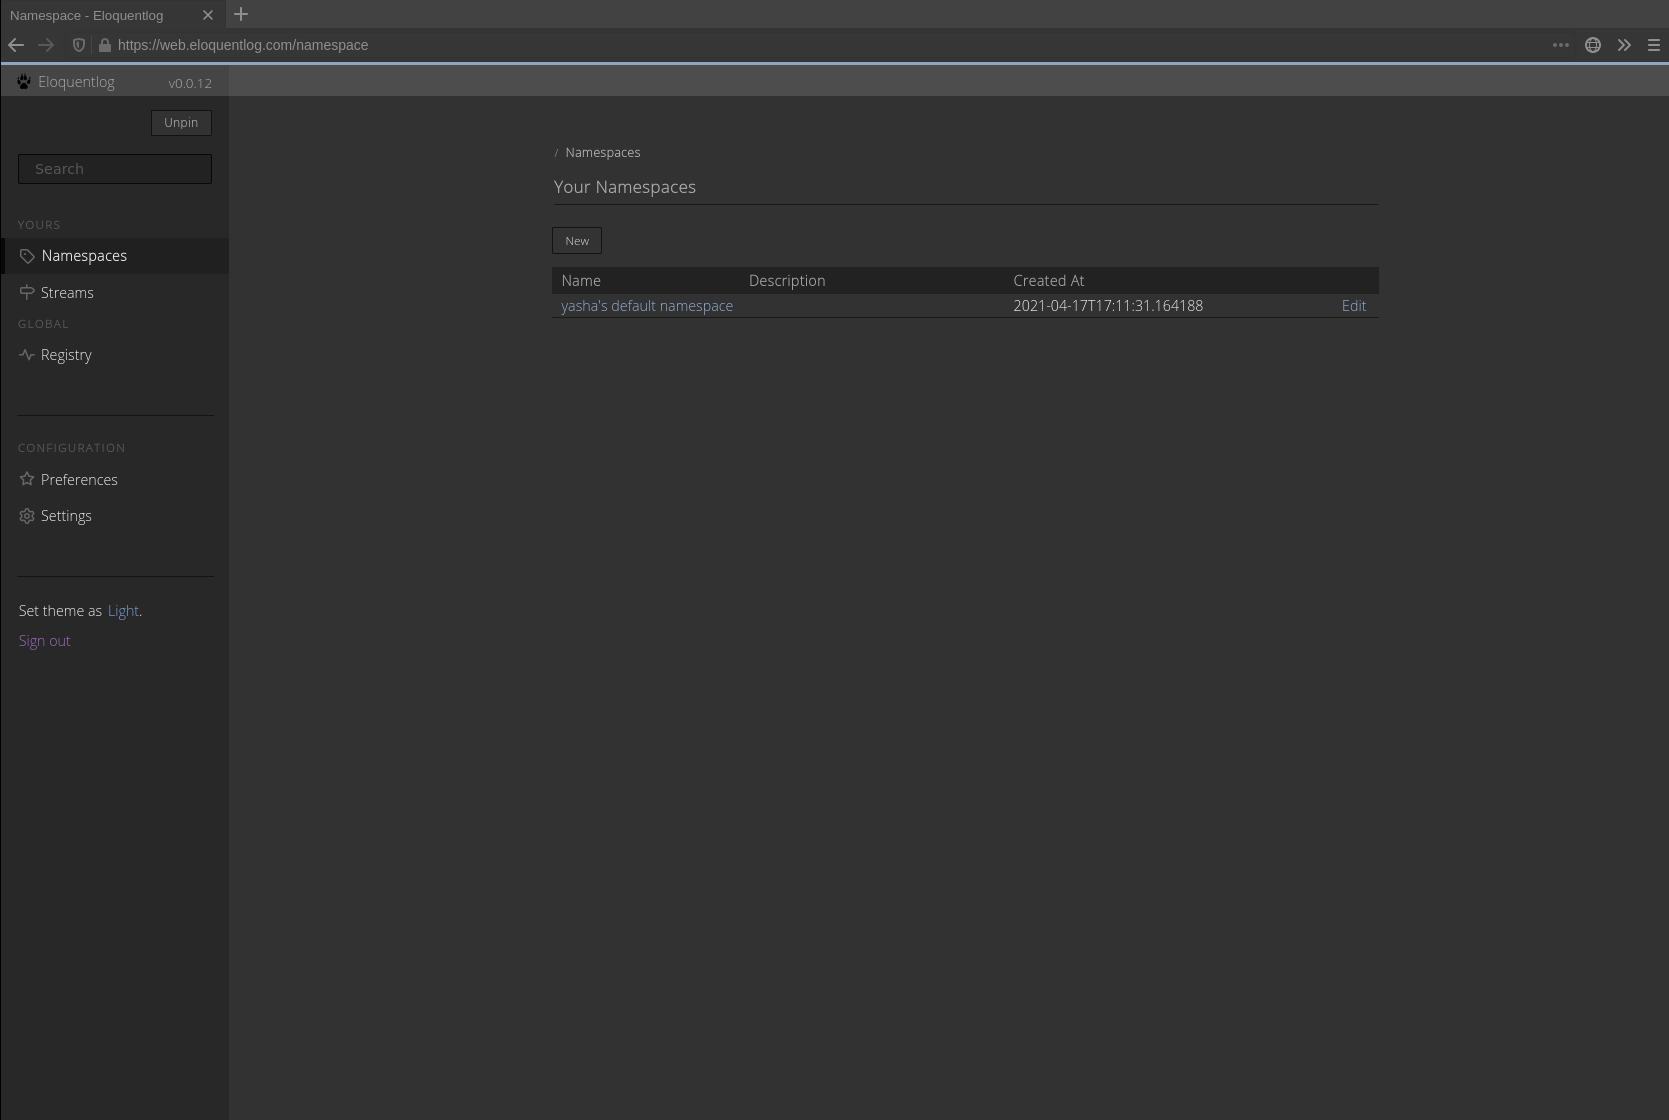 Namespace - Eloquentlog
https://web.eloquentlog.com/namespace
Eloquentlog v0.0.12
Unpin
Search
YOURS
Namespaces
Streams
GLOBAL
Registry
CONFIGURATION
Preferences
Settings
Set theme as Light.
Sign out
/ Namespaces
Your Namespaces
New
Name Description Created At
yasha's default namespace 2021-04-17T17:11:31.164188 Edit